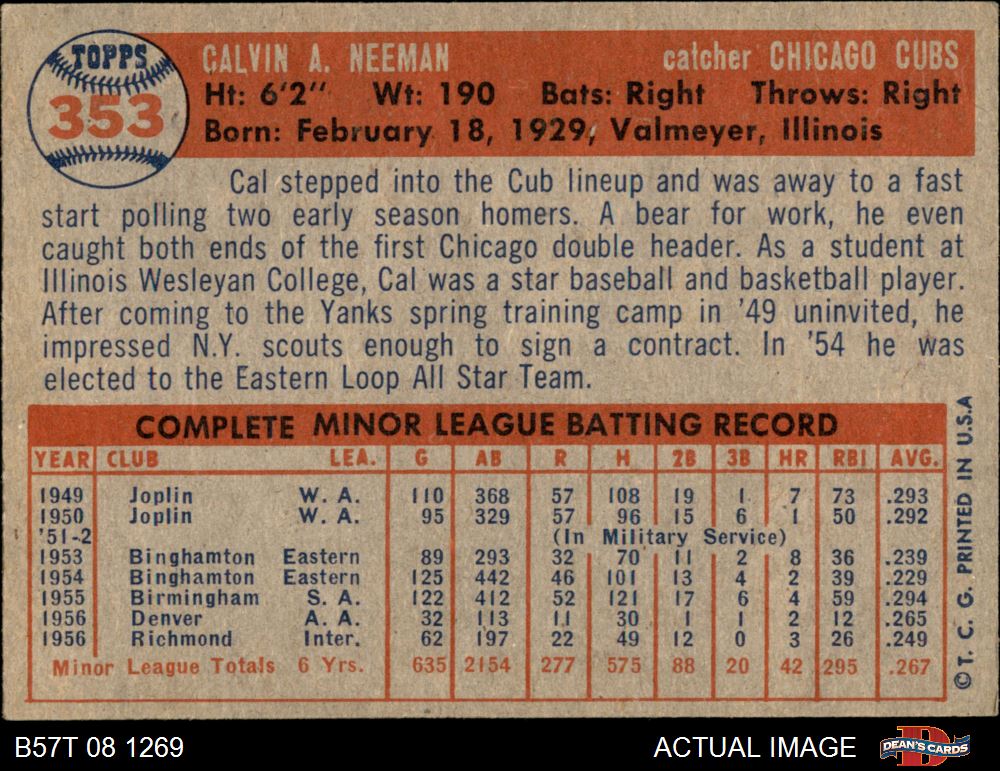 TOPPS
353
CALVIN A. NEEMAN catcher CHICAGO CUBS
Ht: 6'2" Wt: 190 Bats: Right Throws: Right
Born: February 18, 1929, Valmeyer, Illinois
Cal stepped into the Cub lineup and was away to a fast
start polling two early season homers. A bear for work, he even
caught both ends of the first Chicago double header. As a student at
Illinois Wesleyan College, Cal was a star baseball and basketball player.
After coming to the Yanks spring training camp in '49 uninvited, he
impressed N.Y. scouts enough to sign a contract. In '54 he was
elected to the Eastern Loop All Star Team.
COMPLETE MINOR LEAGUE BATTING RECORD
YEAR CLUB LEA. G AB R H 2B 3B HR RBI AVG.
1949 Joplin W. A. 110 368 57 108 19 1 7 73 .293
1950 Joplin W. A. 95 329 57 96 15 6 1 50 .292
'51-2 (In Military Service)
1953 Binghamton Eastern 89 293 32 70 11 2 8 36 .239
1954 Binghamton Eastern 125 442 46 101 13 4 2 39 .229
1955 Birmingham S. A. 122 412 52 121 17 6 4 59 .294
1956 Denver A. A. 32 113 11 30 1 1 2 12 .265
1956 Richmond Inter. 62 197 22 49 12 0 3 26 .249
Minor League Totals 6 Yrs. 635 2154 277 575 88 20 42 295 .267
©T. C. G. PRINTED IN U.S.A
B57T 08 1269 ACTUAL IMAGE DEAN'S CARDS